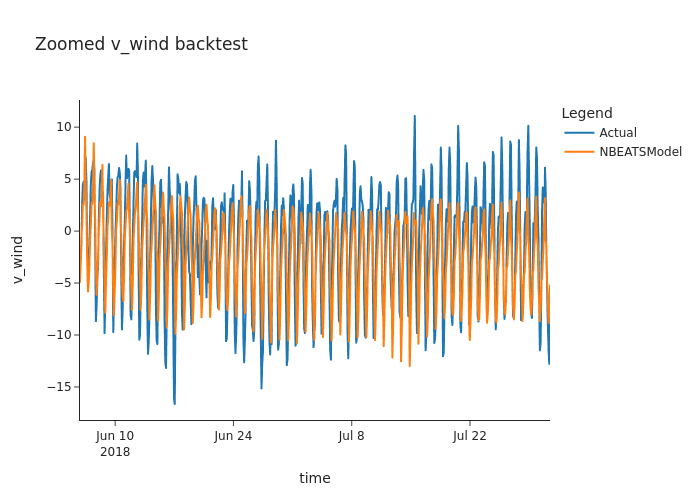 Zoomed v_wind backtest
Legend
Actual
NBEATSModel
v_wind
10
5
0
−5
−10
−15
Jun 10
2018
Jun 24
Jul 8
Jul 22
time